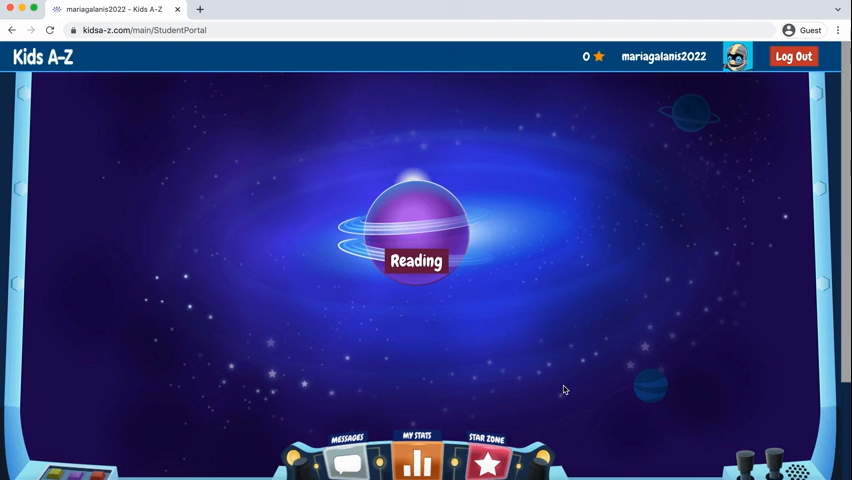 mariagalanis2022 - Kids A-Z
kidsa-z.com/main/StudentPortal
Guest
Kids A-Z
0
mariagalanis2022
Log Out
Reading
MESSAGES
MY STATS
STAR ZONE